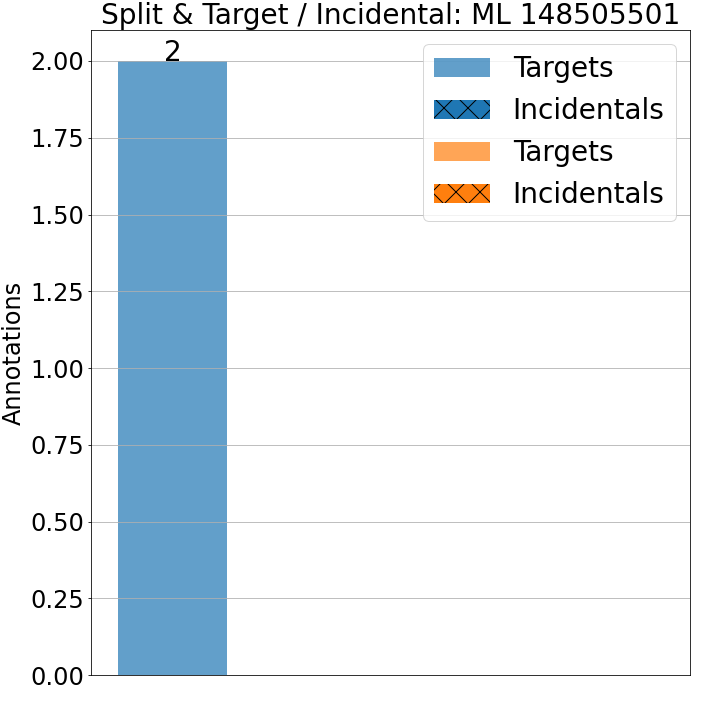 Split & Target / Incidental: ML 148505501
2
Targets
Incidentals
Targets
Incidentals
Annotations
2.00
1.75
1.50
1.25
1.00
0.75
0.50
0.25
0.00